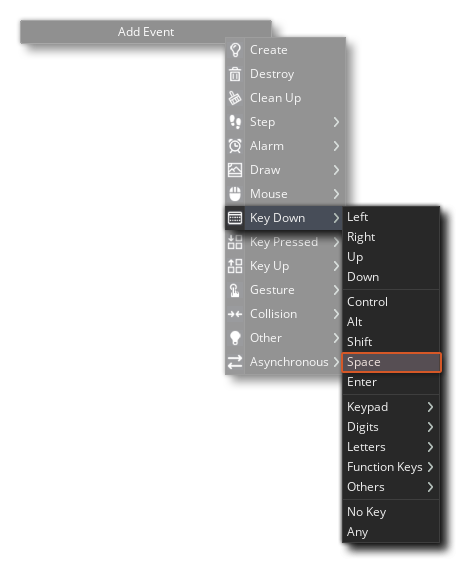 Add Event
Create
Destroy
Clean Up
Step
Alarm
Draw
Mouse
Key Down
Key Pressed
Key Up
Gesture
Collision
Other
Asynchronous
Left
Right
Up
Down
Control
Alt
Shift
Space
Enter
Keypad
Digits
Letters
Function Keys
Others
No Key
Any